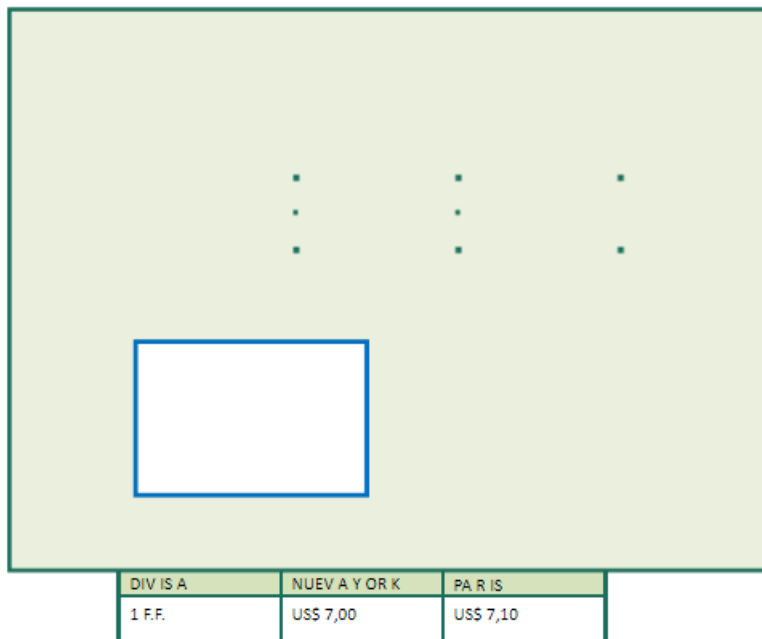 DIV IS A NUEV A Y OR K PA R IS
1 F.F. US$ 7,00 US$ 7,10